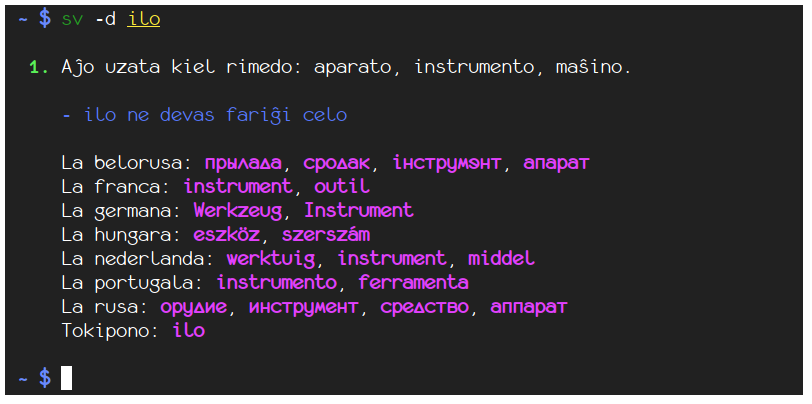 ~ $ sv -d ilo
1. Aĵo uzata kiel rimedo: aparato, instrumento, maŝino.
- ilo ne devas fariĝi celo
La belorusa: прылада, сродак, інструмэнт, апарат
La franca: instrument, outil
La germana: Werkzeug, Instrument
La hungara: eszköz, szerszám
La nederlanda: werktuig, instrument, middel
La portugala: instrumento, ferramenta
La rusa: орудие, инструмент, средство, аппарат
Tokipono: ilo
~ $